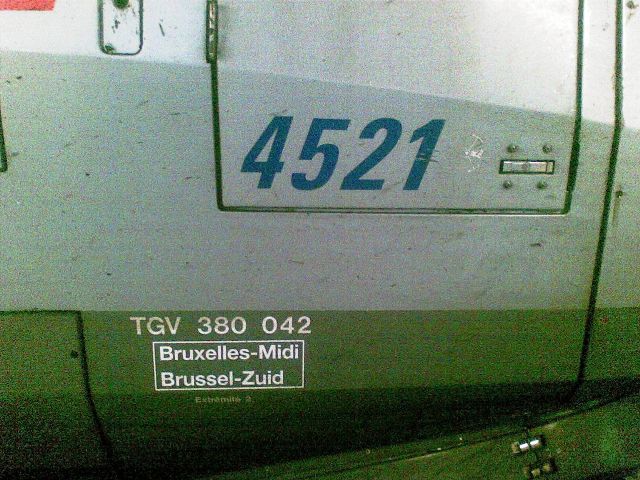 4521
TGV 380 042
Bruxelles-Midi
Brussel-Zuid
Extrémité 2